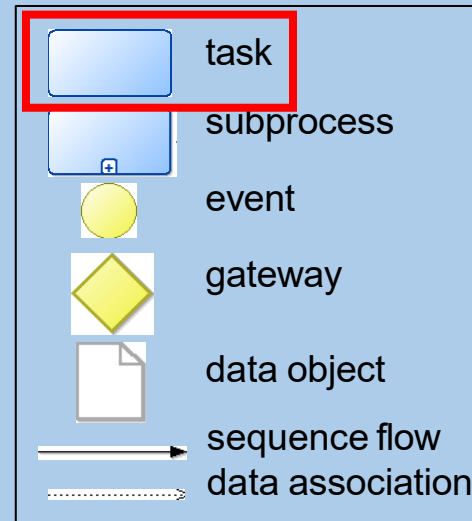 task
subprocess
event
gateway
data object
sequence flow
data association